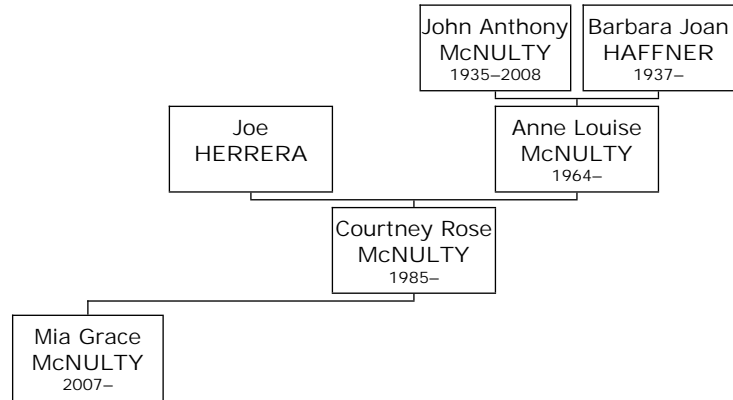 John Anthony
McNULTY
1935–2008
Barbara Joan
HAFFNER
1937–
Joe
HERRERA
Anne Louise
McNULTY
1964–
Courtney Rose
McNULTY
1985–
Mia Grace
McNULTY
2007–